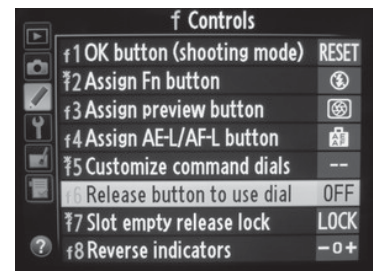 f Controls
f1 OK button (shooting mode) RESET
f2 Assign Fn button
f3 Assign preview button
f4 Assign AE-L/AF-L button AE AF
f5 Customize command dials --
f6 Release button to use dial OFF
f7 Slot empty release lock LOCK
f8 Reverse indicators -0+
?